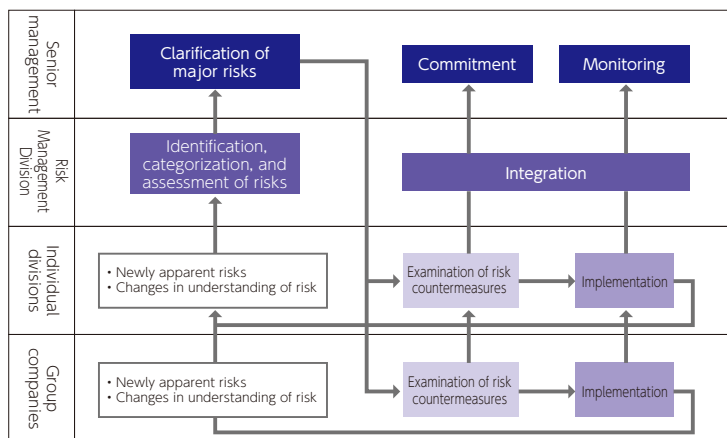 Senior
management
Clarification of
major risks
Commitment
Monitoring
Risk
Management
Division
Identification,
categorization, and
assessment of risks
Integration
Individual
divisions
• Newly apparent risks
• Changes in understanding of risk
Examination of risk
countermeasures
Implementation
Group
companies
• Newly apparent risks
• Changes in understanding of risk
Examination of risk
countermeasures
Implementation